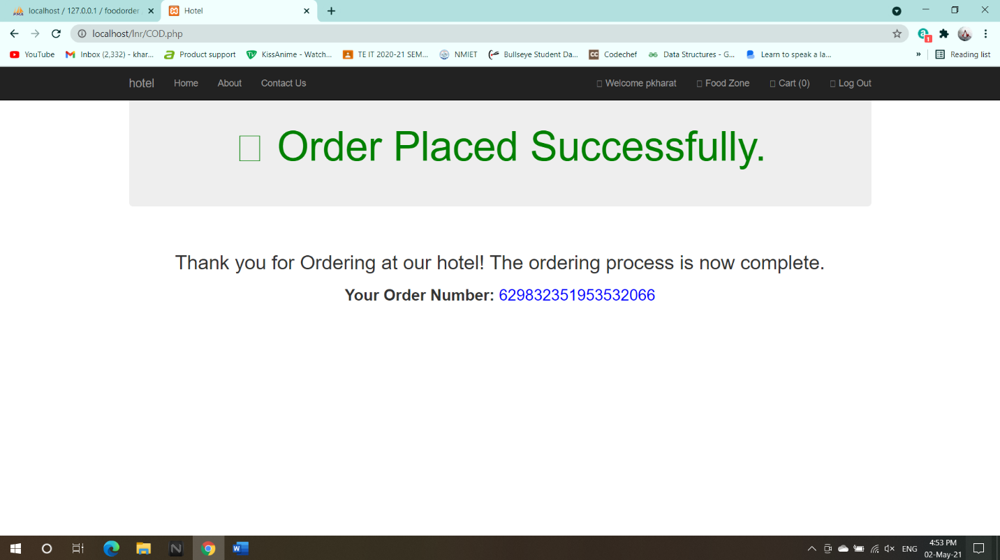 localhost / 127.0.0.1 / foodorder
Hotel
localhost/lnr/COD.php
YouTube Inbox (2,332) - khar... Product support KissAnime - Watch... TE IT 2020-21 SEM... NMIET Bullseye Student Da... Codechef Data Structures - G... Learn to speak a la... » Reading list
hotel Home About Contact Us Welcome pkharat Food Zone Cart (0) Log Out
Order Placed Successfully.
Thank you for Ordering at our hotel! The ordering process is now complete.
Your Order Number: 629832351953532066
ENG
4:53 PM
02-May-21